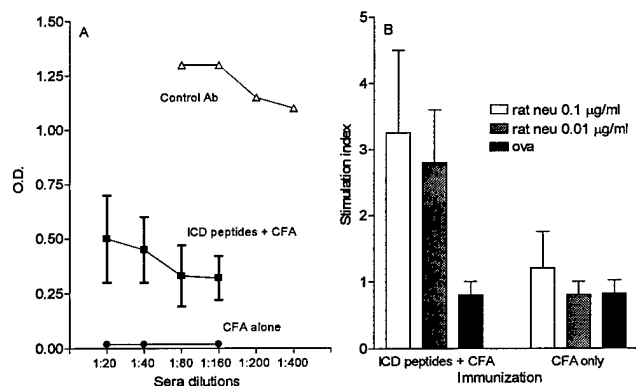 A
1.50
1.25
1.00
0.75
0.50
0.25
0.00
O.D.
Control Ab
ICD peptides + CFA
CFA alone
1:20 1:40 1:80 1:160 1:200 1:400
Sera dilutions
B
5
4
3
2
1
0
Stimulation index
rat neu 0.1 µg/ml
rat neu 0.01 µg/ml
ova
ICD peptides + CFA CFA only
Immunization